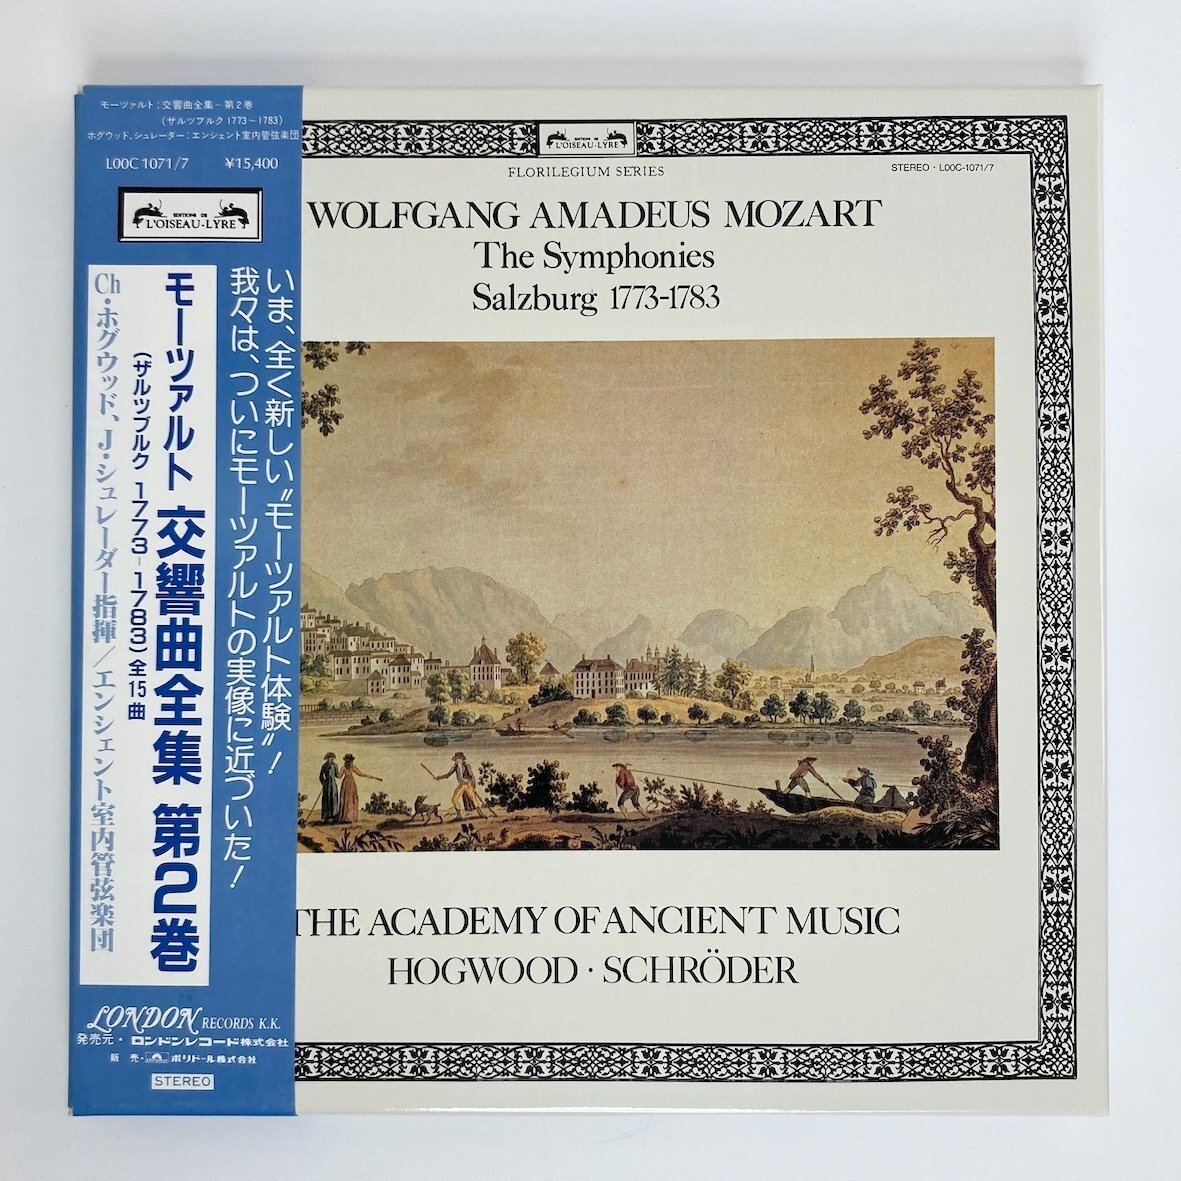 モーツァルト:交響曲全集-第2巻
(ザルツブルク1773~1783)
ホグウッド、シュレーダー:エンシェント室内管弦楽団
L00C 1071/7 ¥15,400
EDITIONS DE
L'OISEAU-LYRE
いま、全く新しい〝モーツァルト体験〟!
我々は、ついにモーツァルトの実像に近づいた!
モーツァルト 交響曲全集 第2巻
(ザルツブルク 1773-1783)全15曲
Ch・ホグウッド、J・シュレーダー指揮/エンシェント室内管弦楽団
LONDON RECORDS K.K.
発売元・ロンドンレコード株式会社
販売・ポリドール株式会社
STEREO
EDITIONS DE
L'OISEAU-LYRE
FLORILEGIUM SERIES
STEREO・L00C-1071/7
WOLFGANG AMADEUS MOZART
The Symphonies
Salzburg 1773-1783
THE ACADEMY OF ANCIENT MUSIC
HOGWOOD · SCHRÖDER